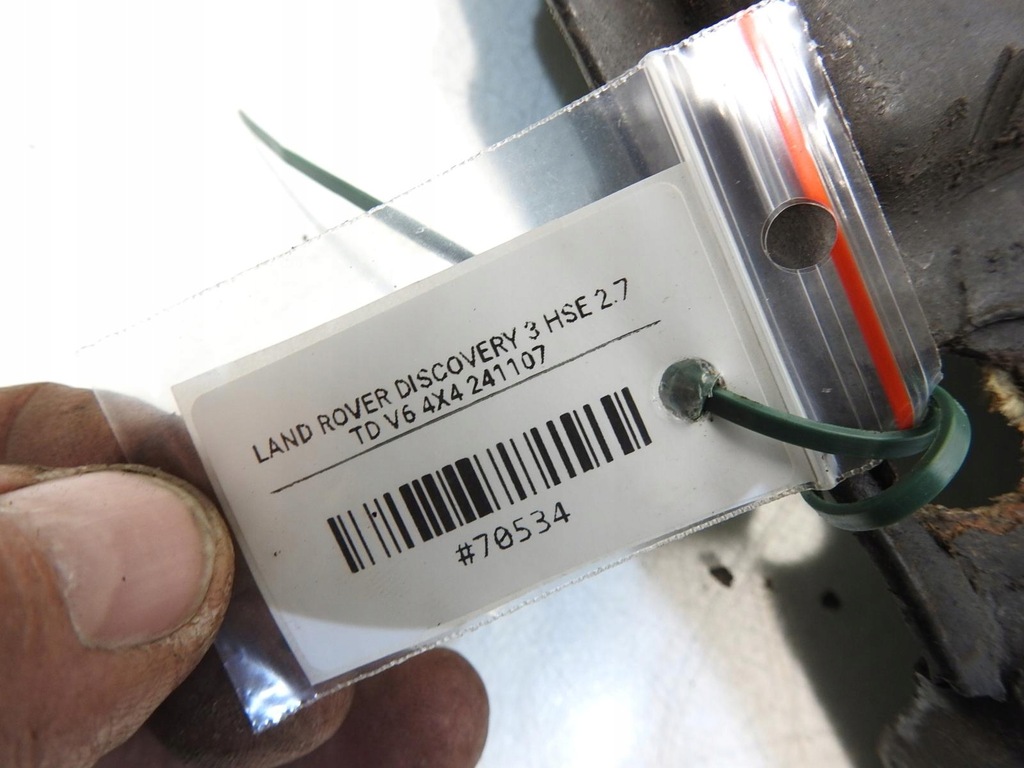 LAND ROVER DISCOVERY 3 HSE 2.7
TD V6 4X4 241107
#70534